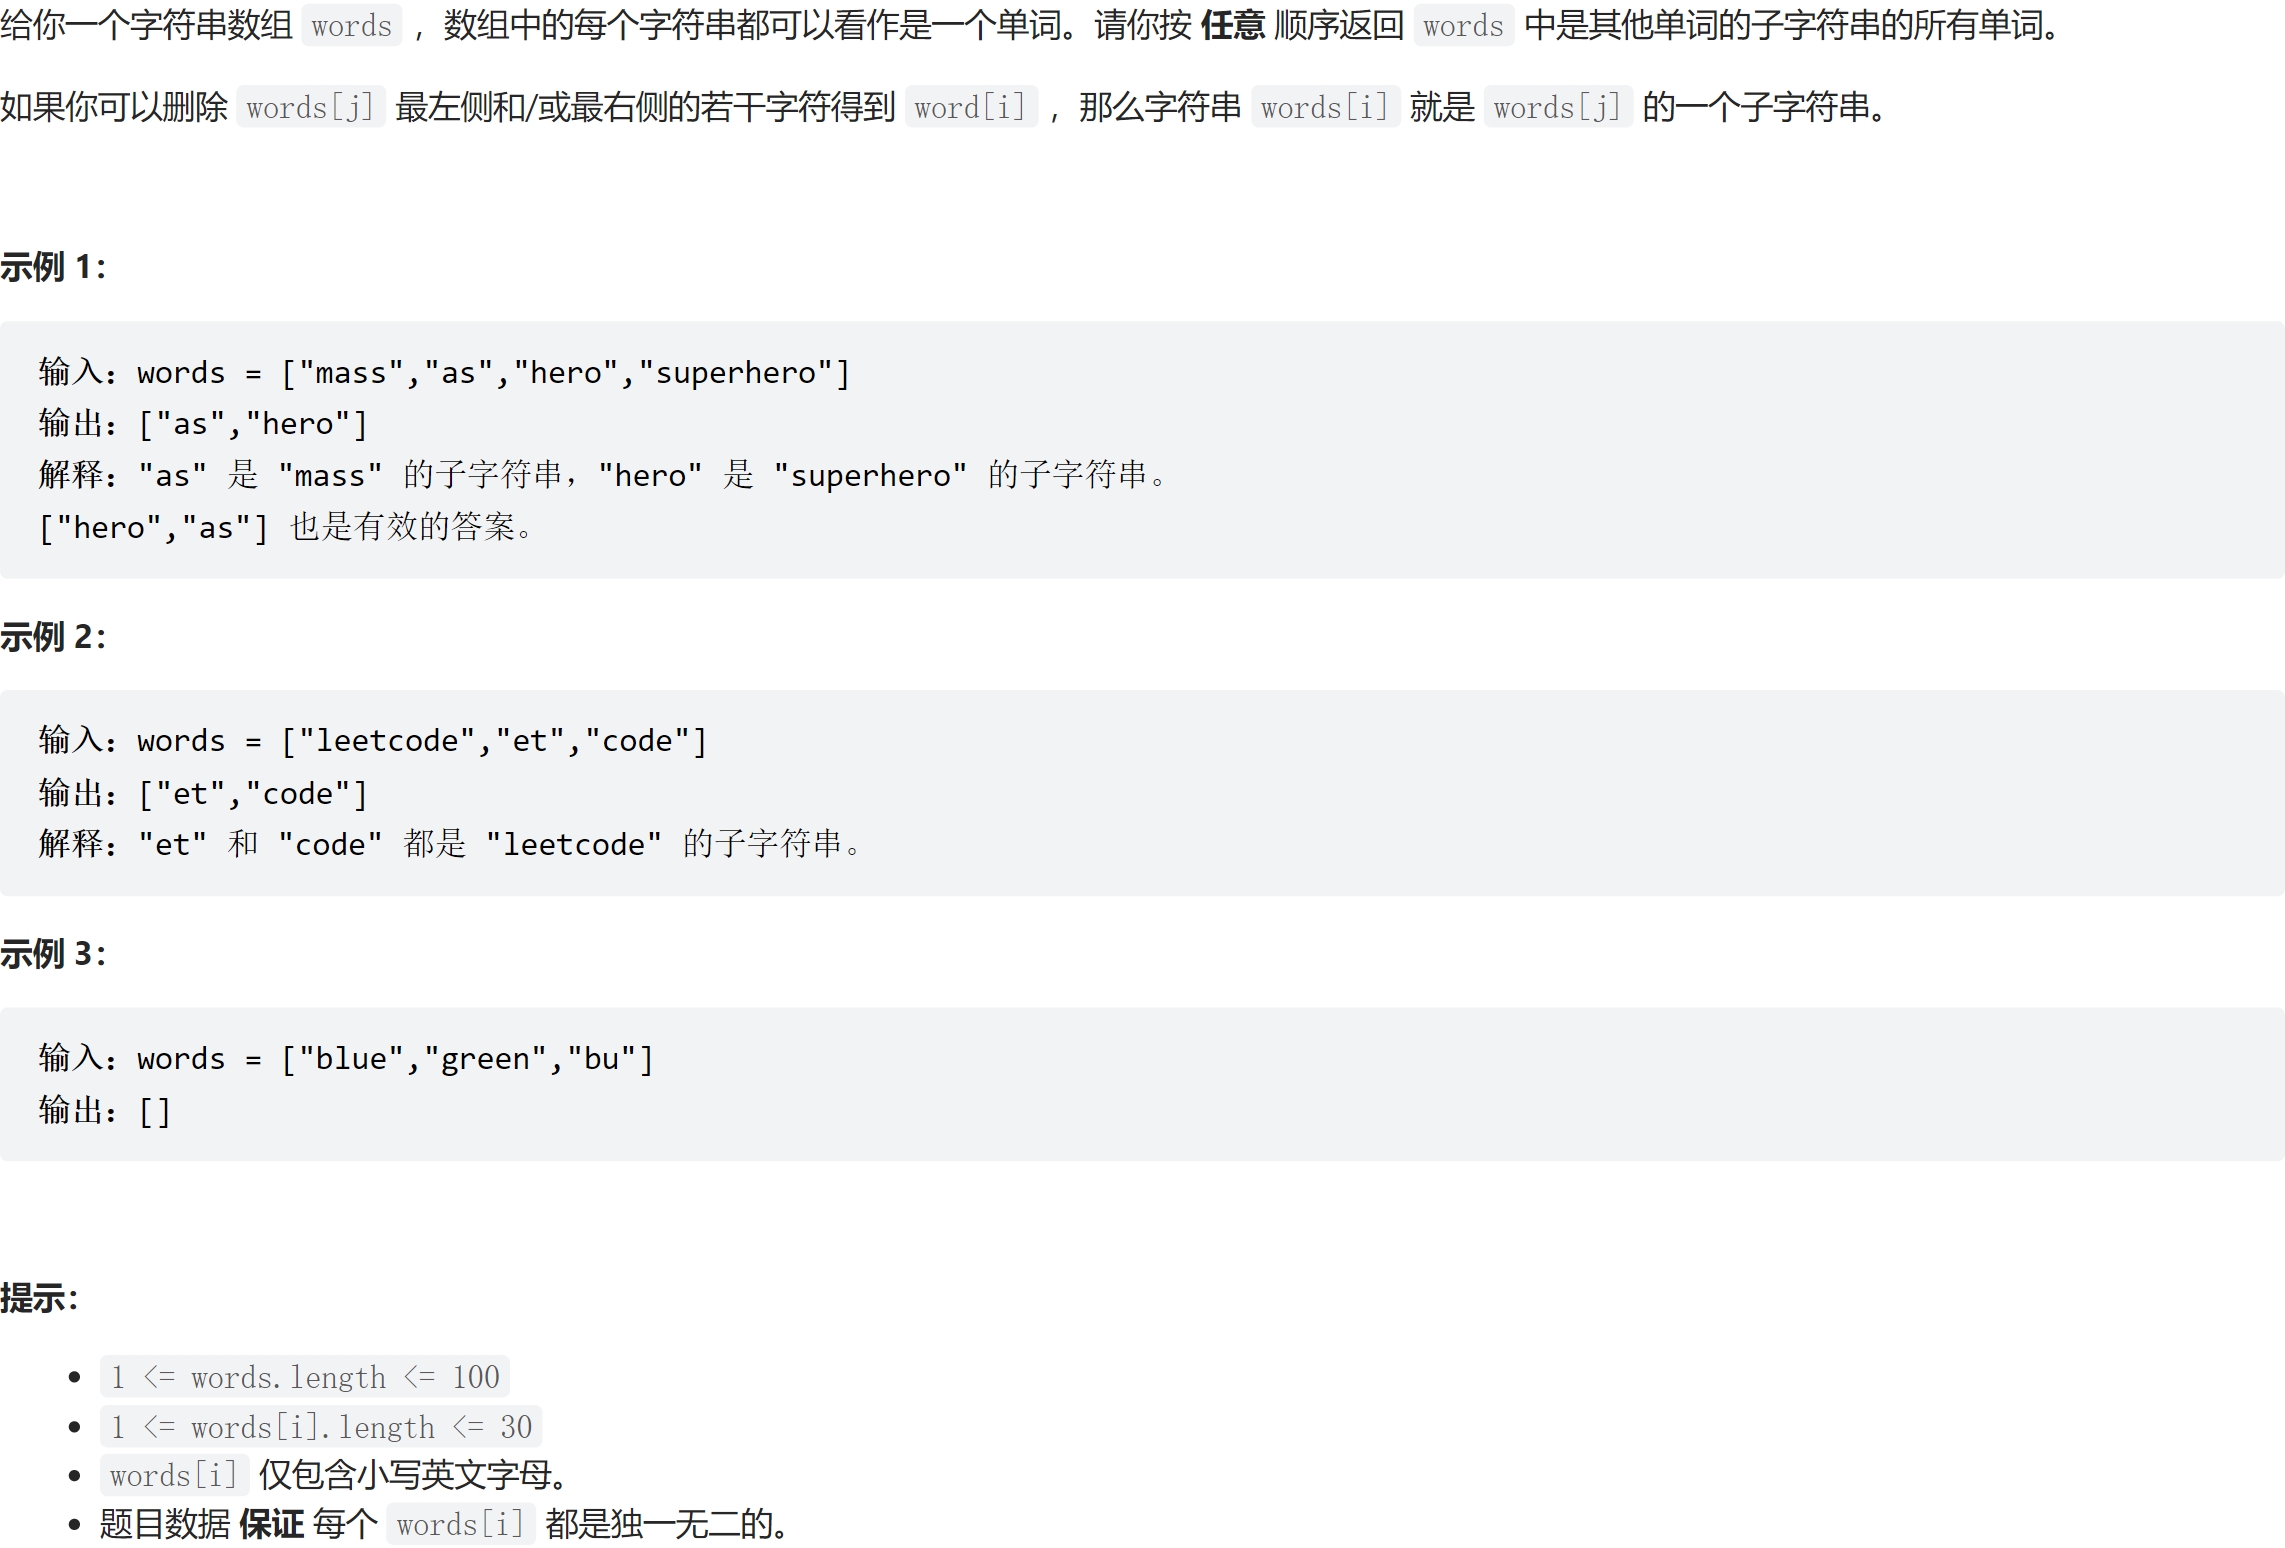 给你一个字符串数组 words ，数组中的每个字符串都可以看作是一个单词。请你按 任意 顺序返回 words 中是其他单词的子字符串的所有单词。
如果你可以删除 words[j] 最左侧和/或最右侧的若干字符得到 word[i] ，那么字符串 words[i] 就是 words[j] 的一个子字符串。
示例 1：
输入：words = ["mass","as","hero","superhero"]
输出：["as","hero"]
解释："as" 是 "mass" 的子字符串，"hero" 是 "superhero" 的子字符串。
["hero","as"] 也是有效的答案。
示例 2：
输入：words = ["leetcode","et","code"]
输出：["et","code"]
解释："et" 和 "code" 都是 "leetcode" 的子字符串。
示例 3：
输入：words = ["blue","green","bu"]
输出：[]
提示：
• 1 <= words.length <= 100
• 1 <= words[i].length <= 30
• words[i] 仅包含小写英文字母。
• 题目数据 保证 每个 words[i] 都是独一无二的。